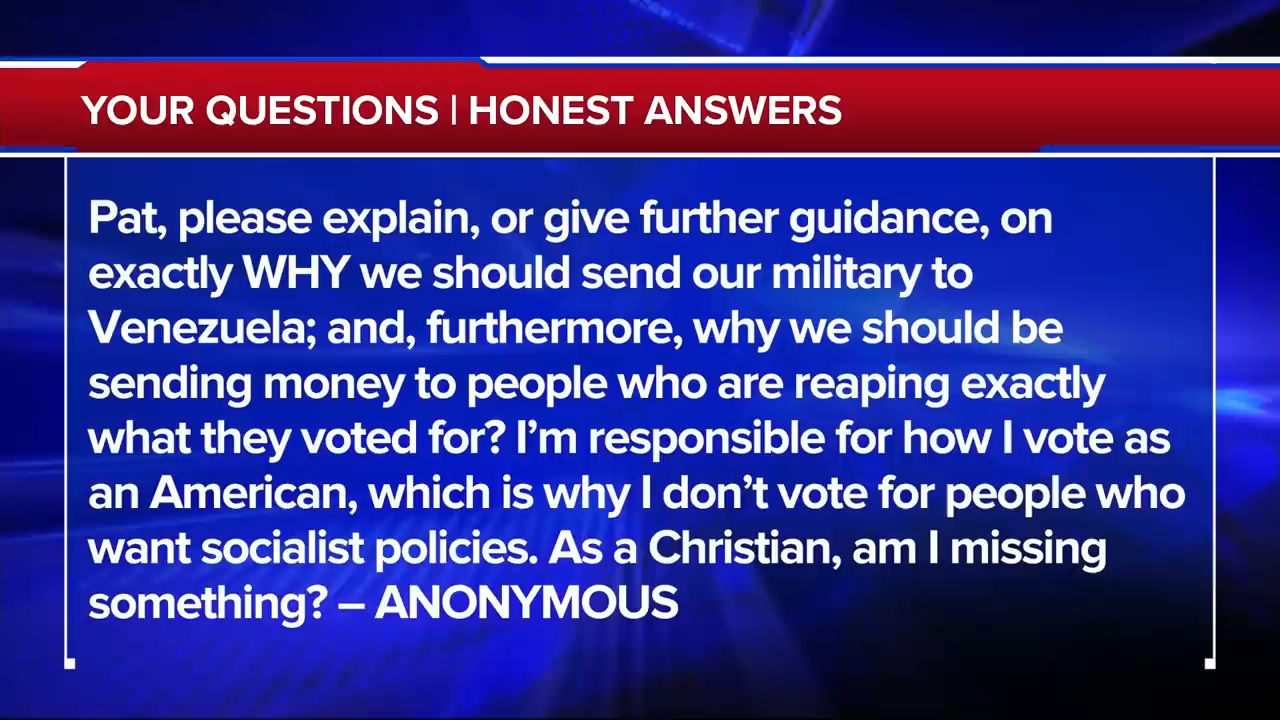 YOUR QUESTIONS | HONEST ANSWERS
Pat, please explain, or give further guidance, on
exactly WHY we should send our military to
Venezuela; and, furthermore, why we should be
sending money to people who are reaping exactly
what they voted for? I’m responsible for how I vote as
an American, which is why I don’t vote for people who
want socialist policies. As a Christian, am I missing
something? – ANONYMOUS